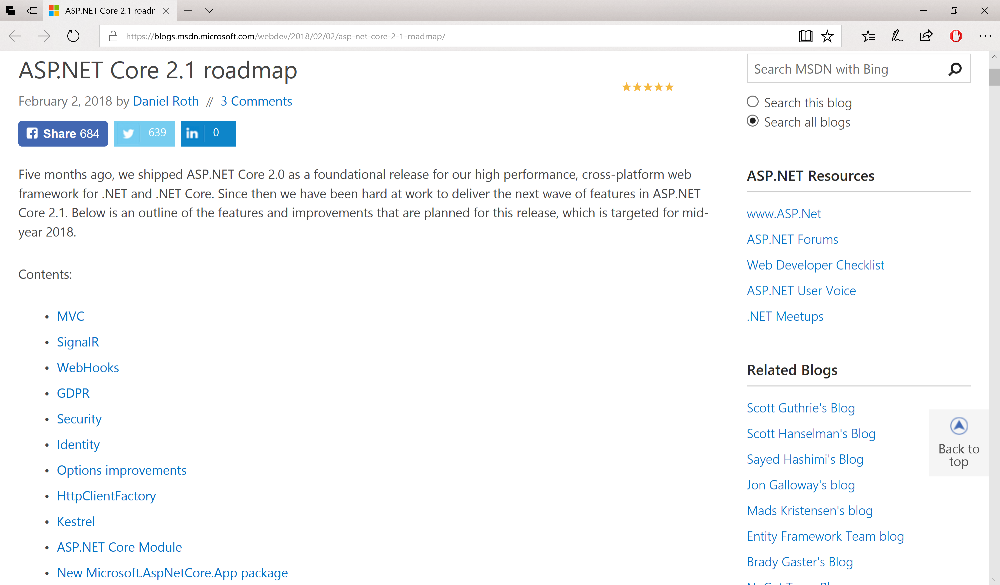 ASP.NET Core 2.1 roadm
https://blogs.msdn.microsoft.com/webdev/2018/02/02/asp-net-core-2-1-roadmap/
ASP.NET Core 2.1 roadmap
February 2, 2018 by Daniel Roth // 3 Comments
Share 684
639
in 0
Five months ago, we shipped ASP.NET Core 2.0 as a foundational release for our high performance, cross-platform web
framework for .NET and .NET Core. Since then we have been hard at work to deliver the next wave of features in ASP.NET
Core 2.1. Below is an outline of the features and improvements that are planned for this release, which is targeted for mid-
year 2018.
Contents:
• MVC
• SignalR
• WebHooks
• GDPR
• Security
• Identity
• Options improvements
• HttpClientFactory
• Kestrel
• ASP.NET Core Module
• New Microsoft.AspNetCore.App package
Search MSDN with Bing
Search this blog
Search all blogs
ASP.NET Resources
www.ASP.Net
ASP.NET Forums
Web Developer Checklist
ASP.NET User Voice
.NET Meetups
Related Blogs
Scott Guthrie's Blog
Scott Hanselman's Blog
Sayed Hashimi's Blog
Jon Galloway's blog
Mads Kristensen's blog
Entity Framework Team blog
Brady Gaster's Blog
Back to
top